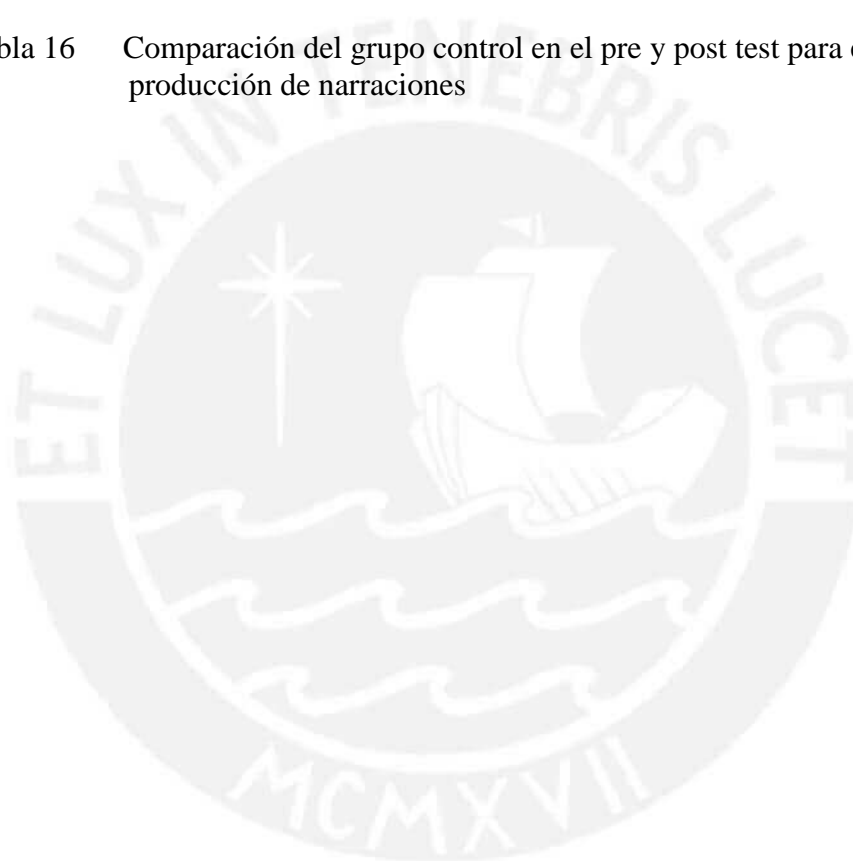 bla 16 Comparación del grupo control en el pre y post test para
producción de narraciones
ET LUX IN TENEBRIS LUCET
MCMXVII